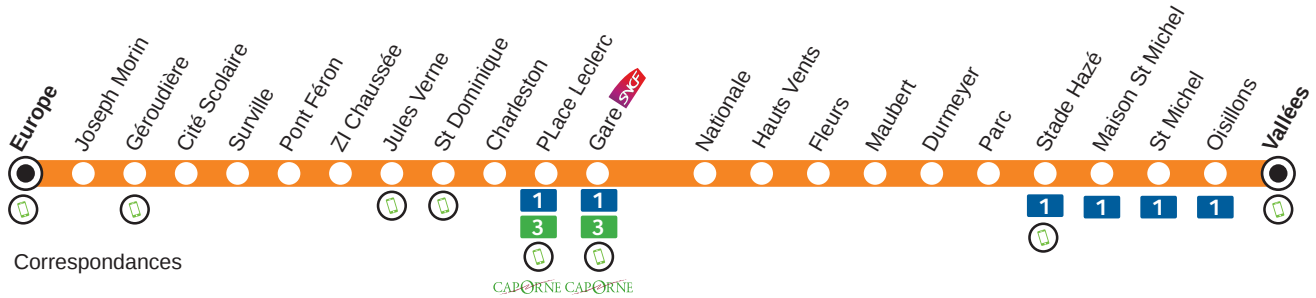 Europe
Joseph Morin
Géroudière
Cité Scolaire
Surville
Pont Féron
ZI Chaussée
Jules Verne
St Dominique
Charleston
PLace Leclerc
Gare SNCF
Nationale
Hauts Vents
Fleurs
Maubert
Durmeyer
Parc
Stade Hazé
Maison St Michel
St Michel
Oisillons
Vallées
1 1 1 1 1 1
3 3
Correspondances
CAPORNE CAPORNE